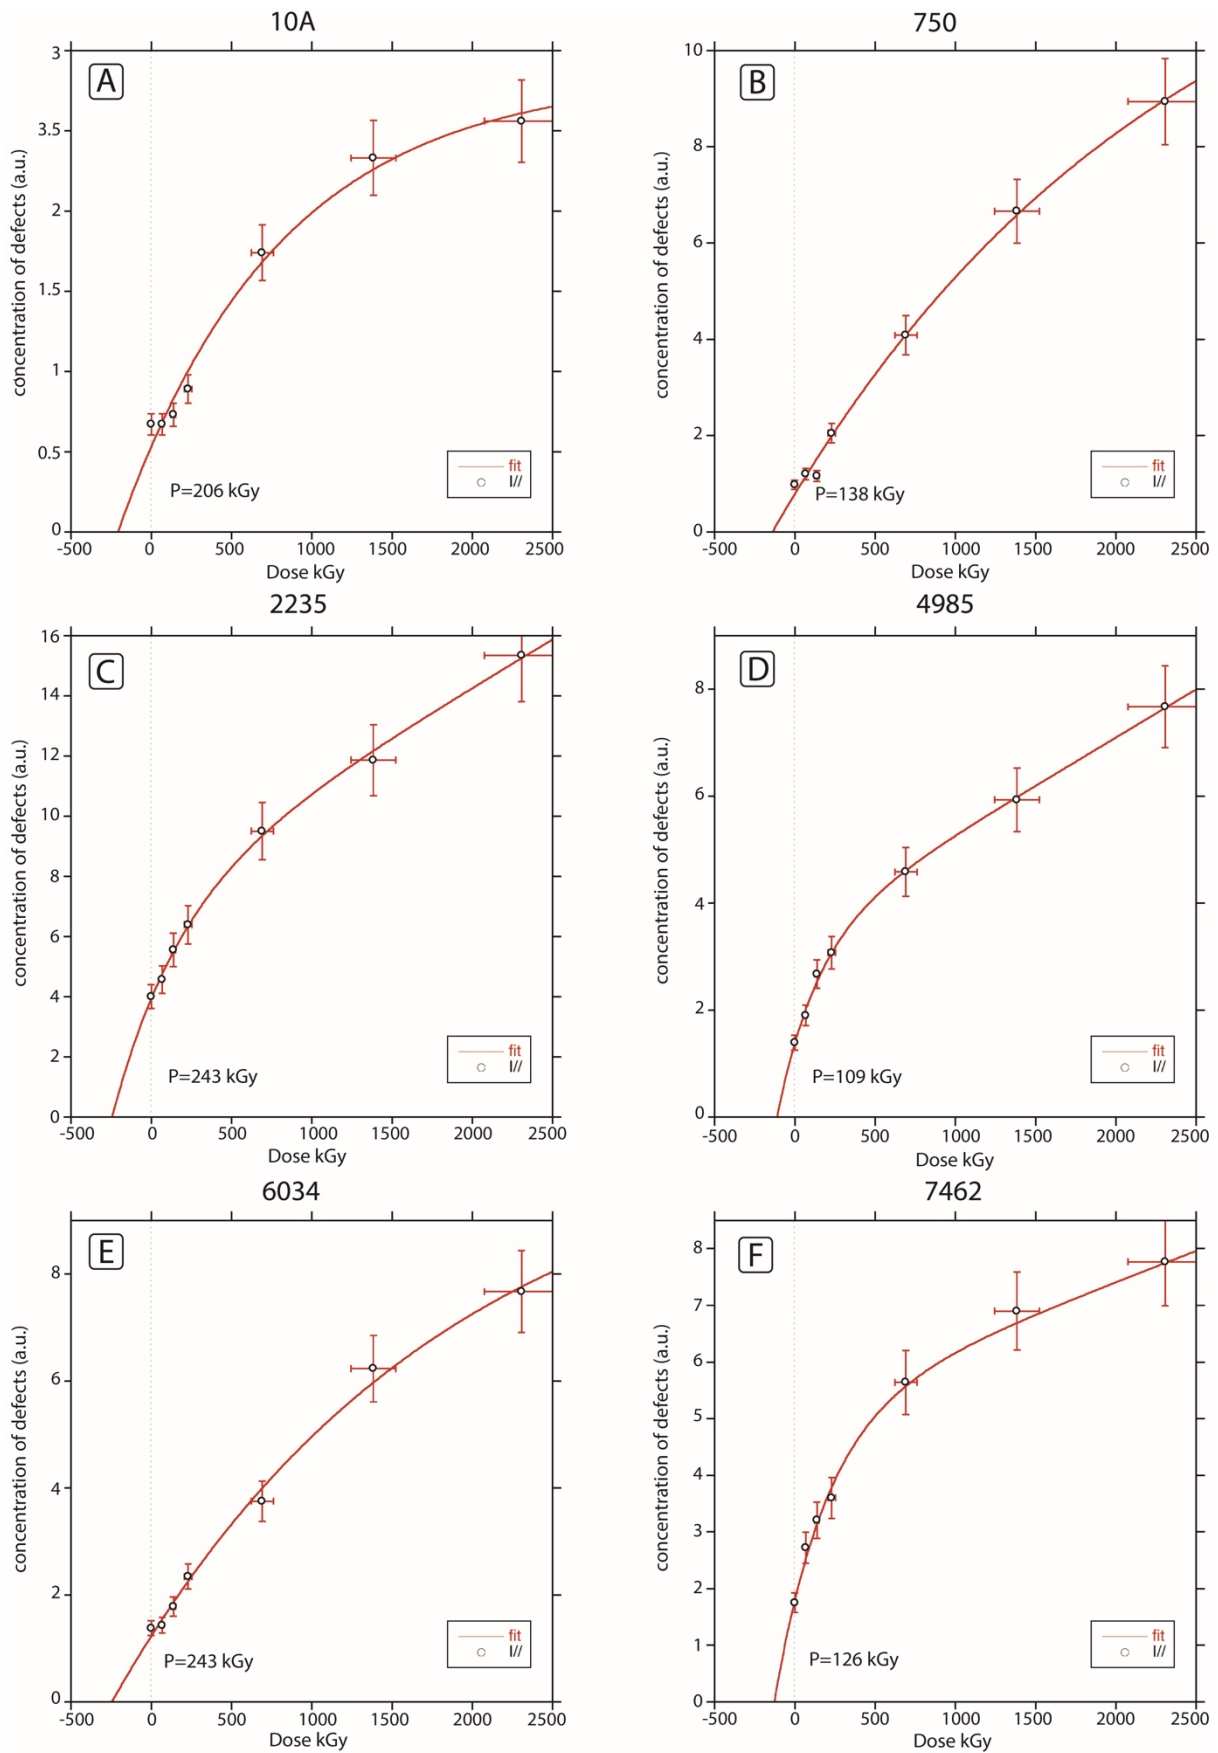 10A
A
concentration of defects (a.u.)
3
3.5
2
1.5
1
0.5
0
P=206 kGy
fit
I//
-500 0 500 1000 1500 2000 2500
Dose kGy
750
B
concentration of defects (a.u.)
10
8
6
4
2
0
P=138 kGy
fit
I//
-500 0 500 1000 1500 2000 2500
Dose kGy
2235
C
concentration of defects (a.u.)
16
14
12
10
8
6
4
2
0
P=243 kGy
fit
I//
-500 0 500 1000 1500 2000 2500
Dose kGy
4985
D
concentration of defects (a.u.)
8
6
4
2
0
P=109 kGy
fit
I//
-500 0 500 1000 1500 2000 2500
Dose kGy
6034
E
concentration of defects (a.u.)
8
6
4
2
0
P=243 kGy
fit
I//
-500 0 500 1000 1500 2000 2500
Dose kGy
7462
F
concentration of defects (a.u.)
8
7
6
5
4
3
2
1
0
P=126 kGy
fit
I//
-500 0 500 1000 1500 2000 2500
Dose kGy